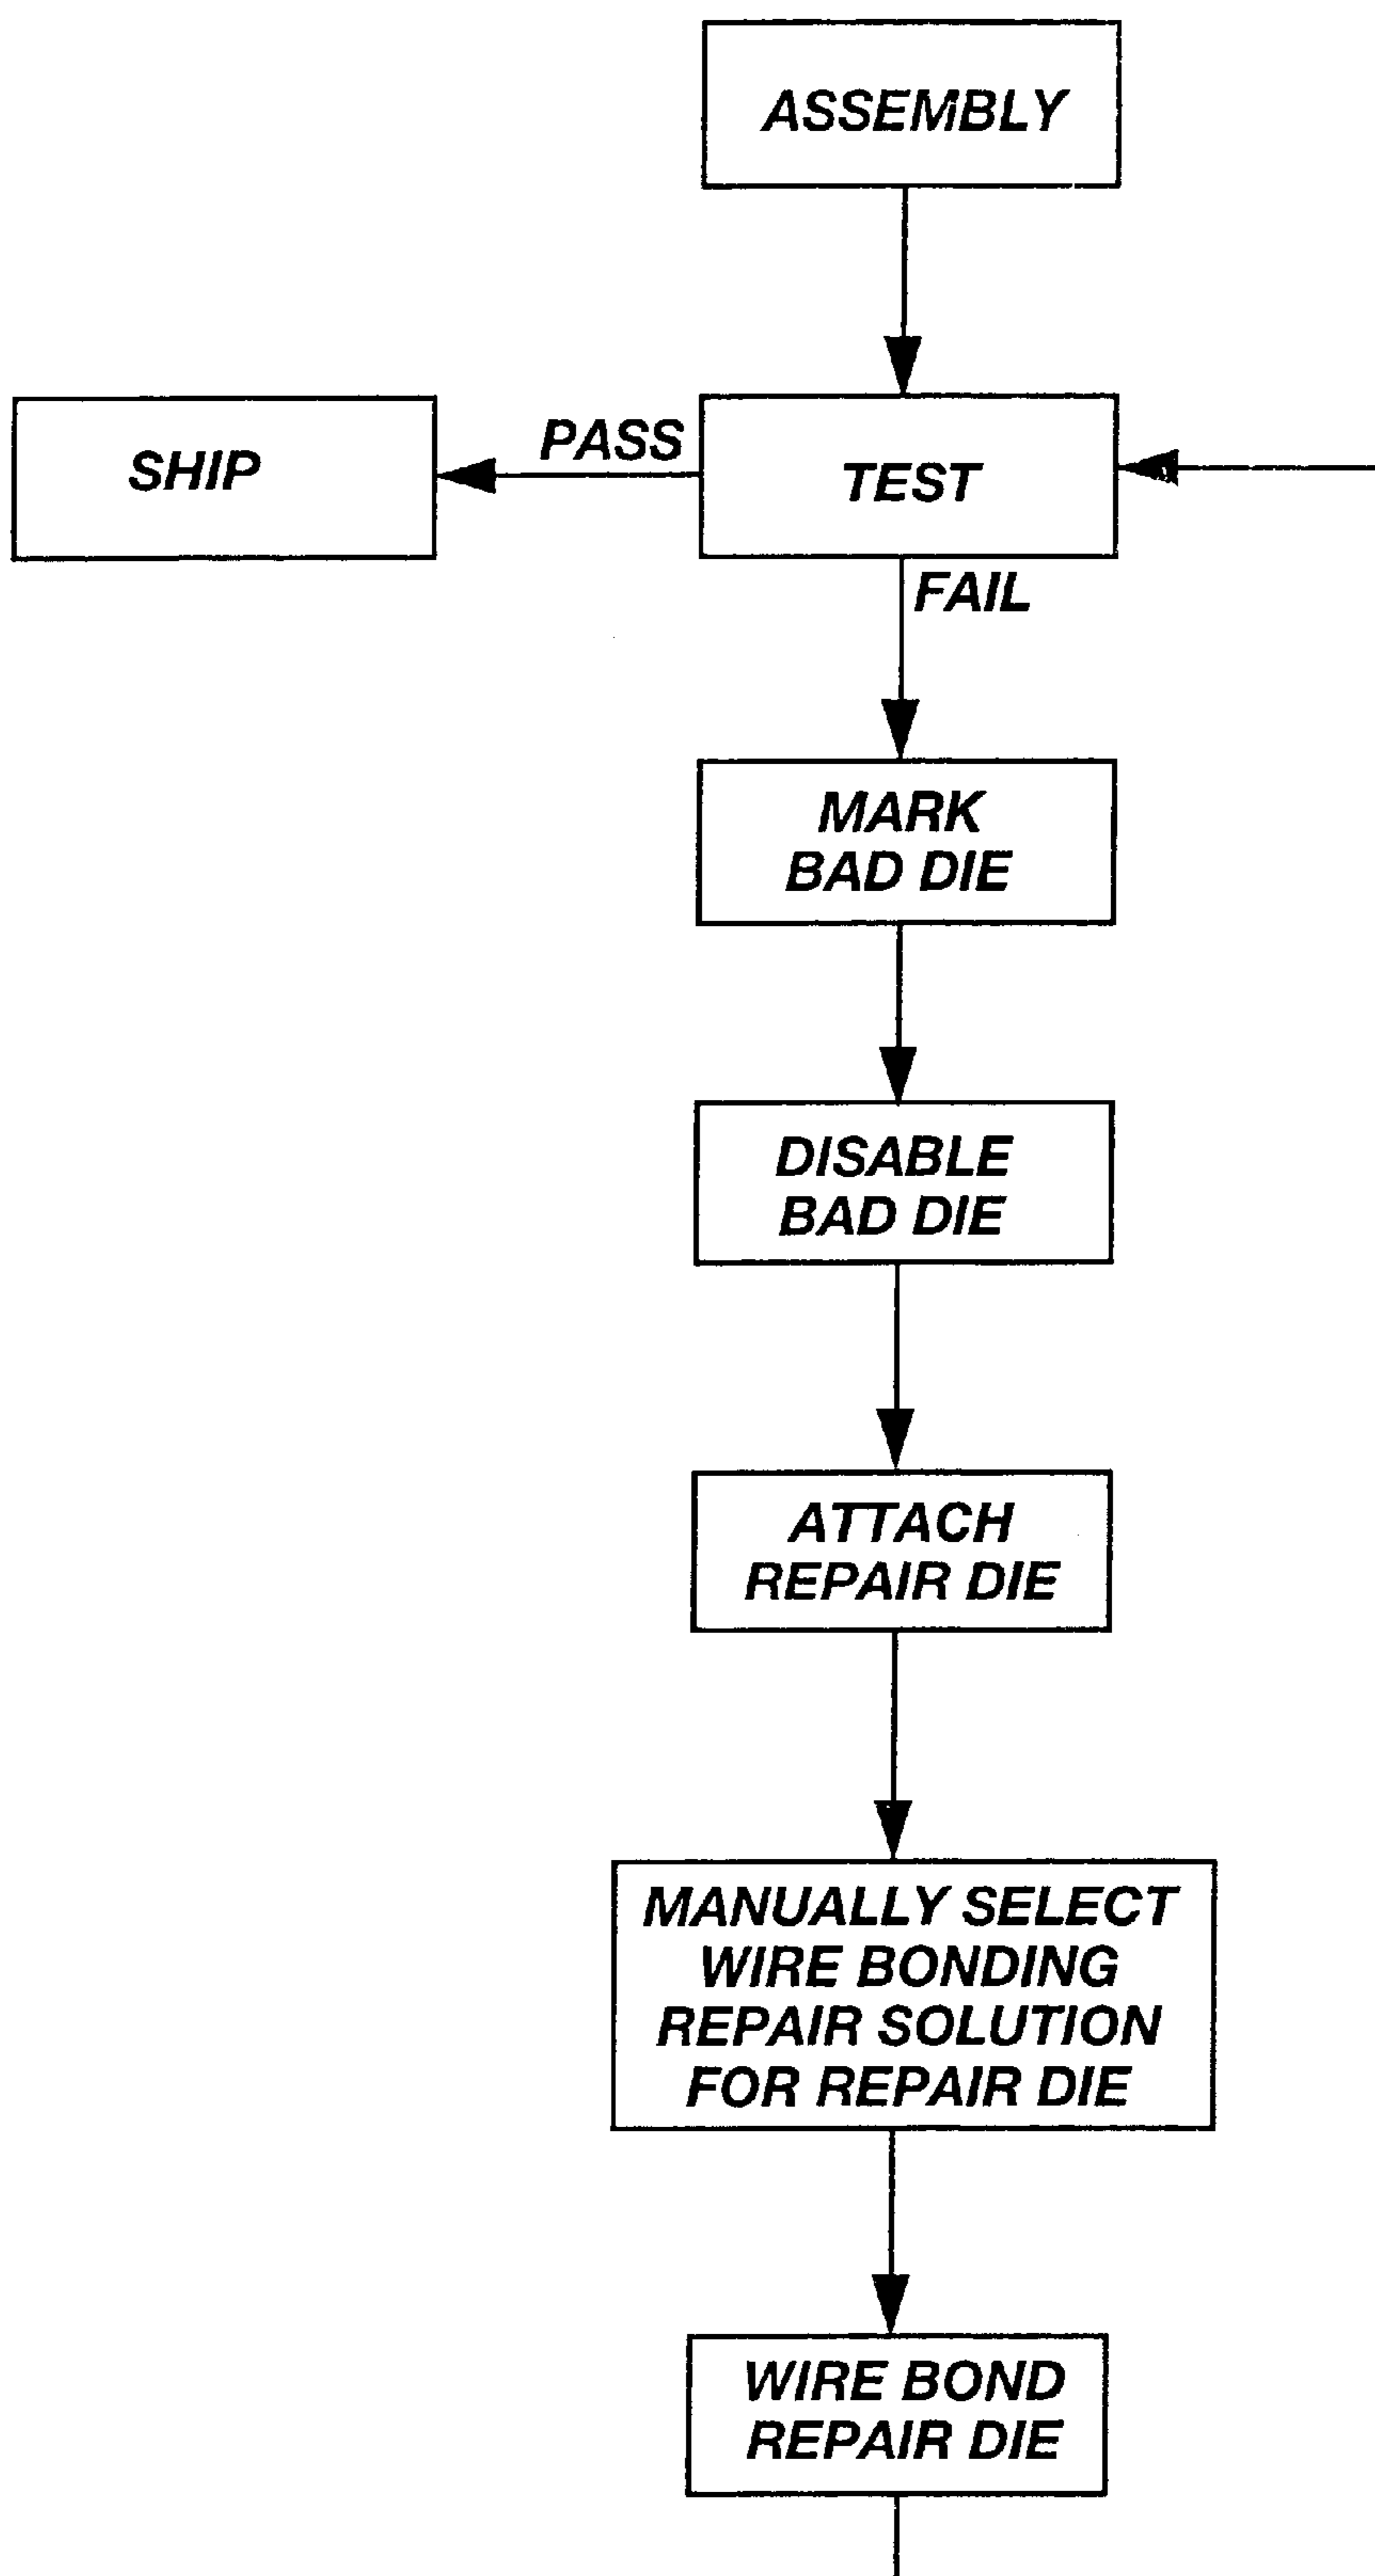 ASSEMBLY
SHIP
PASS
TEST
FAIL
MARK
BAD DIE
DISABLE
BAD DIE
ATTACH
REPAIR DIE
MANUALLY SELECT
WIRE BONDING
REPAIR SOLUTION
FOR REPAIR DIE
WIRE BOND
REPAIR DIE